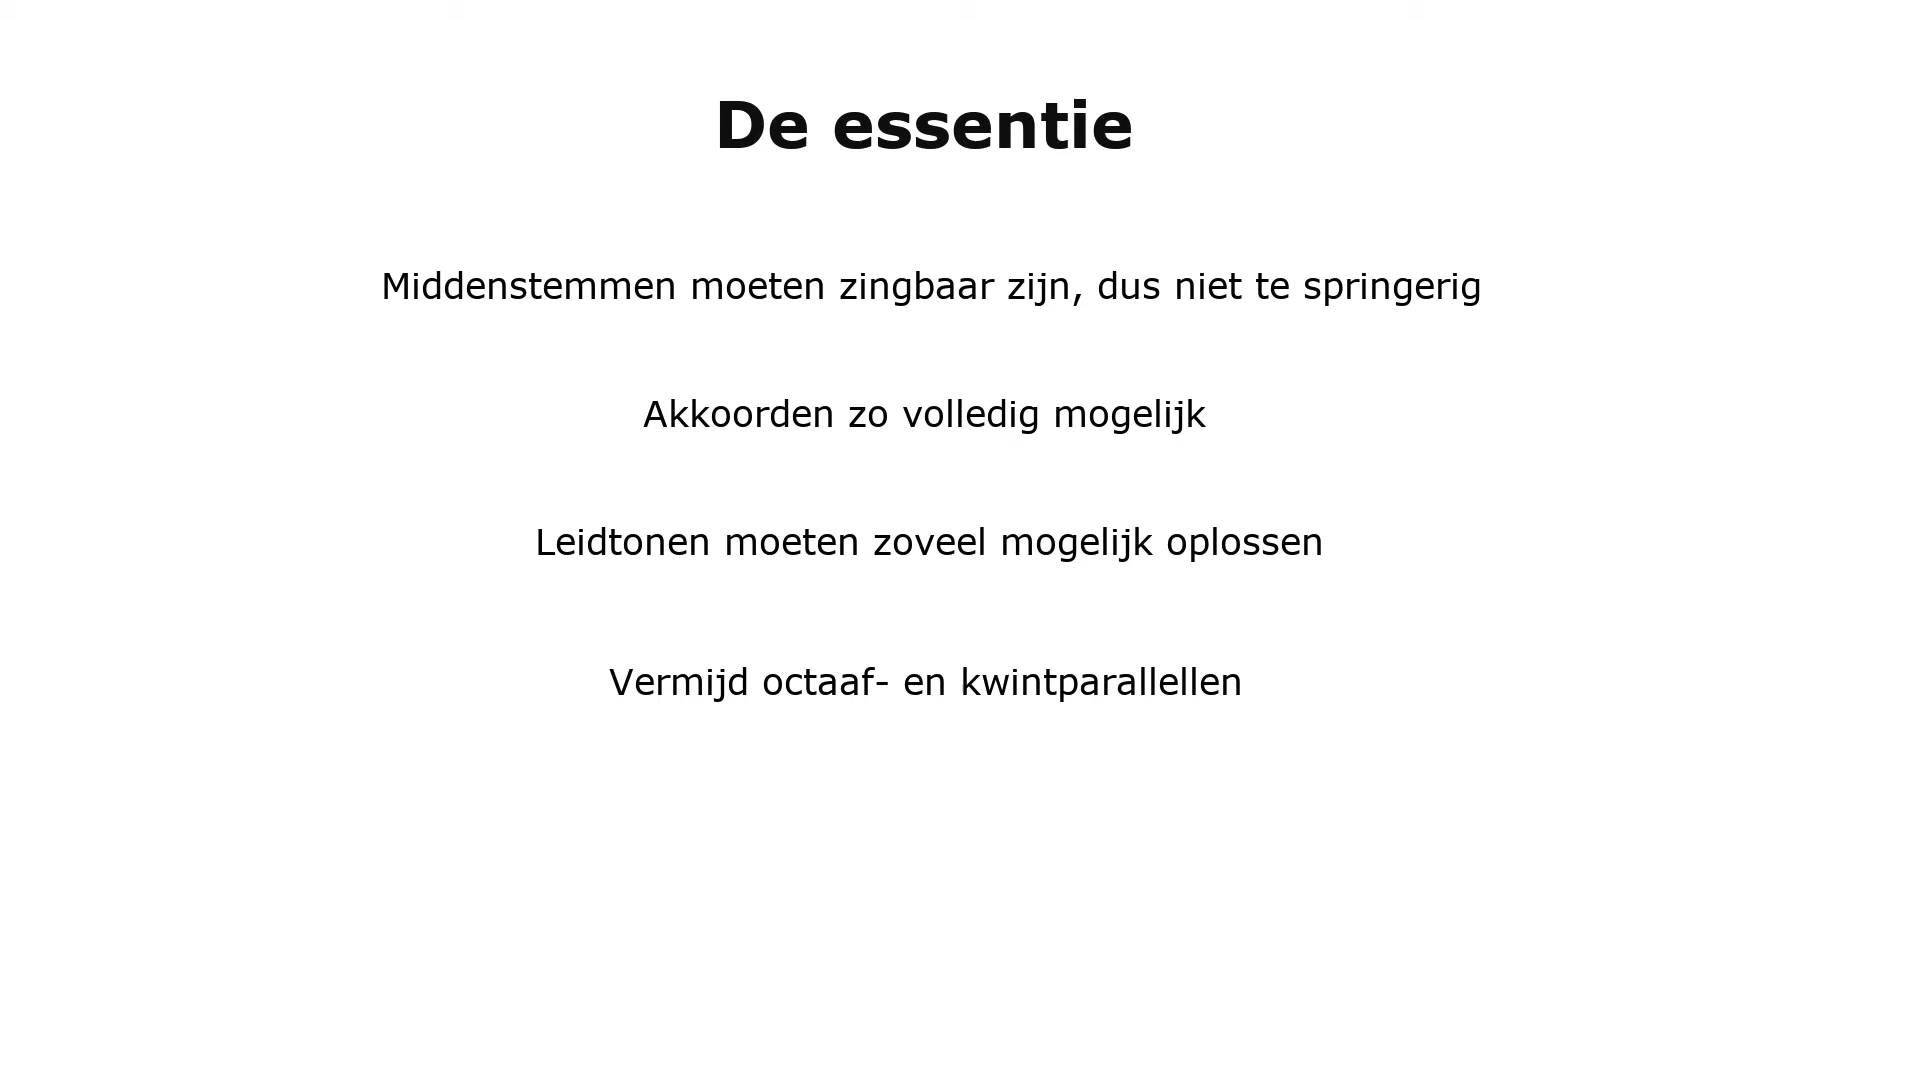 De essentie
Middenstemmen moeten zingbaar zijn, dus niet te springerig
Akkoorden zo volledig mogelijk
Leidtonen moeten zoveel mogelijk oplossen
Vermijd octaaf- en kwintparallellen